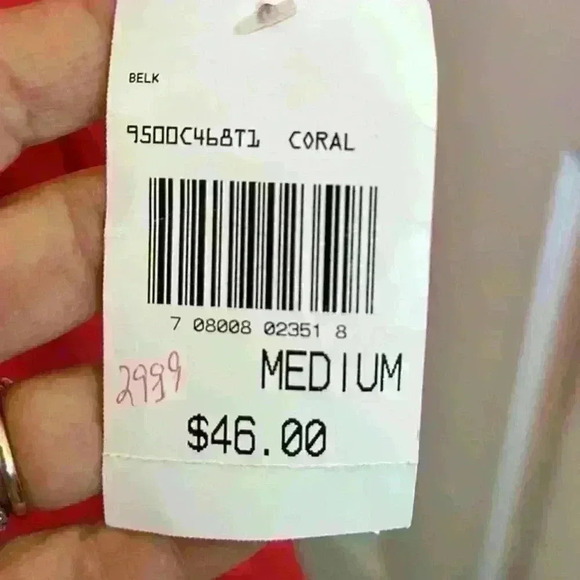 BELK
9500C468T1 CORAL
7 08008 02351 8
2999 MEDIUM
$46.00